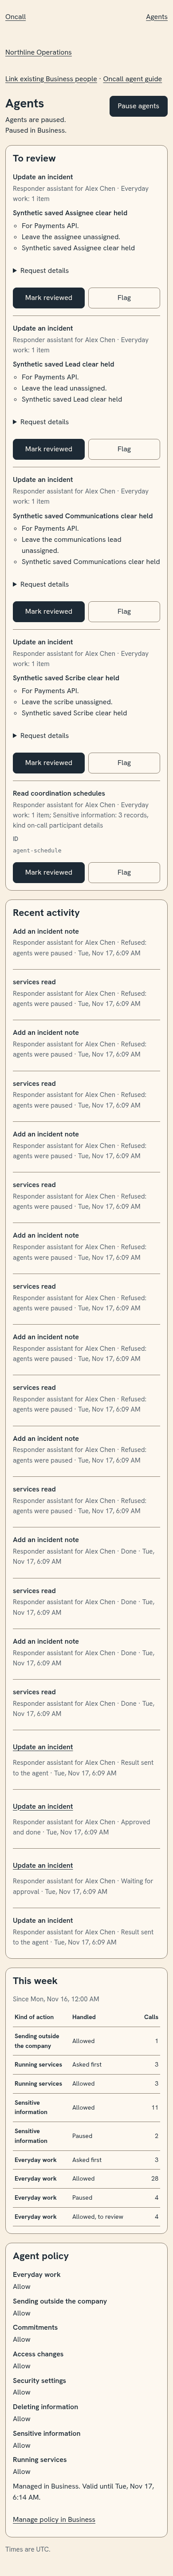 Oncall
Agents
Northline Operations
Link existing Business people · Oncall agent guide
Agents
Pause agents
Agents are paused.
Paused in Business.
To review
Update an incident
Responder assistant for Alex Chen · Everyday
work: 1 item
Synthetic saved Assignee clear held
For Payments API.
Leave the assignee unassigned.
Synthetic saved Assignee clear held
Request details
Mark reviewed
Flag
Update an incident
Responder assistant for Alex Chen · Everyday
work: 1 item
Synthetic saved Lead clear held
For Payments API.
Leave the lead unassigned.
Synthetic saved Lead clear held
Request details
Mark reviewed
Flag
Update an incident
Responder assistant for Alex Chen · Everyday
work: 1 item
Synthetic saved Communications clear held
For Payments API.
Leave the communications lead
unassigned.
Synthetic saved Communications clear held
Request details
Mark reviewed
Flag
Update an incident
Responder assistant for Alex Chen · Everyday
work: 1 item
Synthetic saved Scribe clear held
For Payments API.
Leave the scribe unassigned.
Synthetic saved Scribe clear held
Request details
Mark reviewed
Flag
Read coordination schedules
Responder assistant for Alex Chen · Everyday
work: 1 item; Sensitive information: 3 records,
kind on-call participant details
ID
agent-schedule
Mark reviewed
Flag
Recent activity
Add an incident note
Responder assistant for Alex Chen · Refused:
agents were paused · Tue, Nov 17, 6:09 AM
services read
Responder assistant for Alex Chen · Refused:
agents were paused · Tue, Nov 17, 6:09 AM
Add an incident note
Responder assistant for Alex Chen · Refused:
agents were paused · Tue, Nov 17, 6:09 AM
services read
Responder assistant for Alex Chen · Refused:
agents were paused · Tue, Nov 17, 6:09 AM
Add an incident note
Responder assistant for Alex Chen · Refused:
agents were paused · Tue, Nov 17, 6:09 AM
services read
Responder assistant for Alex Chen · Refused:
agents were paused · Tue, Nov 17, 6:09 AM
Add an incident note
Responder assistant for Alex Chen · Refused:
agents were paused · Tue, Nov 17, 6:09 AM
services read
Responder assistant for Alex Chen · Refused:
agents were paused · Tue, Nov 17, 6:09 AM
Add an incident note
Responder assistant for Alex Chen · Refused:
agents were paused · Tue, Nov 17, 6:09 AM
services read
Responder assistant for Alex Chen · Refused:
agents were paused · Tue, Nov 17, 6:09 AM
Add an incident note
Responder assistant for Alex Chen · Refused:
agents were paused · Tue, Nov 17, 6:09 AM
services read
Responder assistant for Alex Chen · Refused:
agents were paused · Tue, Nov 17, 6:09 AM
Add an incident note
Responder assistant for Alex Chen · Done · Tue,
Nov 17, 6:09 AM
services read
Responder assistant for Alex Chen · Done · Tue,
Nov 17, 6:09 AM
Add an incident note
Responder assistant for Alex Chen · Done · Tue,
Nov 17, 6:09 AM
services read
Responder assistant for Alex Chen · Done · Tue,
Nov 17, 6:09 AM
Update an incident
Responder assistant for Alex Chen · Result sent
to the agent · Tue, Nov 17, 6:09 AM
Update an incident
Responder assistant for Alex Chen · Approved
and done · Tue, Nov 17, 6:09 AM
Update an incident
Responder assistant for Alex Chen · Waiting for
approval · Tue, Nov 17, 6:09 AM
Update an incident
Responder assistant for Alex Chen · Result sent
to the agent · Tue, Nov 17, 6:09 AM
This week
Since Mon, Nov 16, 12:00 AM
Kind of action Handled Calls
Sending outside
the company Allowed 1
Running services Asked first 3
Running services Allowed 3
Sensitive
information Allowed 11
Sensitive
information Paused 2
Everyday work Asked first 3
Everyday work Allowed 28
Everyday work Paused 4
Everyday work Allowed, to review 4
Agent policy
Everyday work
Allow
Sending outside the company
Allow
Commitments
Allow
Access changes
Allow
Security settings
Allow
Deleting information
Allow
Sensitive information
Allow
Running services
Allow
Managed in Business. Valid until Tue, Nov 17,
6:14 AM.
Manage policy in Business
Times are UTC.